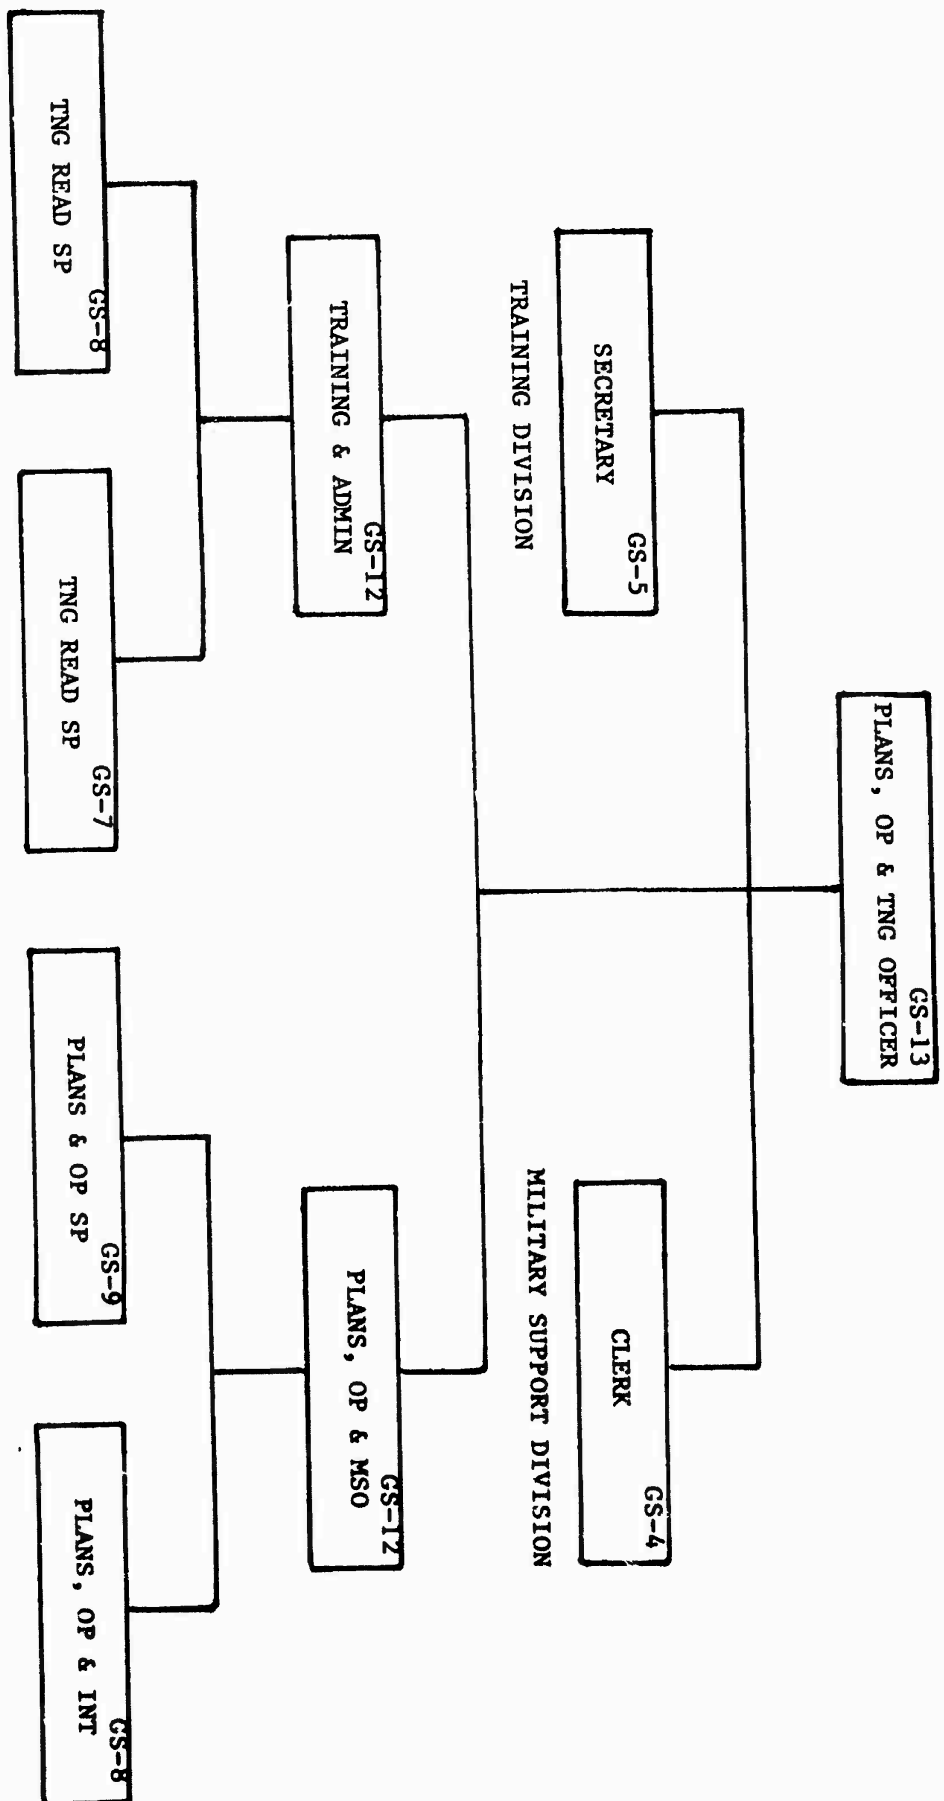 GS-13
PLANS, OP & TNG OFFICER
GS-5
SECRETARY
GS-4
CLERK
TRAINING DIVISION
MILITARY SUPPORT DIVISION
GS-12
TRAINING & ADMIN
GS-12
PLANS, OP & MSO
GS-8
TNG READ SP
GS-7
TNG READ SP
GS-9
PLANS & OP SP
GS-8
PLANS, OP & INT